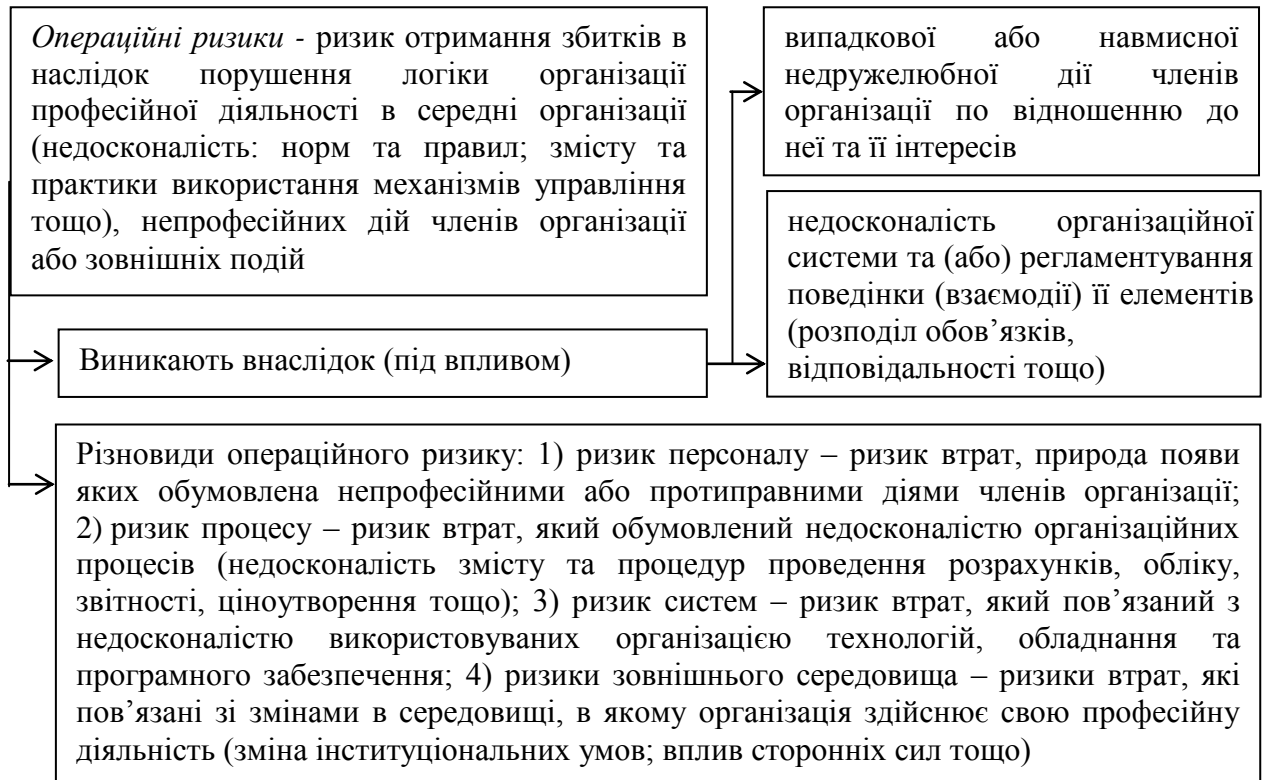 Операційні ризики - ризик отримання збитків в
наслідок порушення логіки організації
професійної діяльності в середні організації
(недосконалість: норм та правил; змісту та
практики використання механізмів управління
тощо), непрофесійних дій членів організації
або зовнішніх подій
випадкової або навмисної
недружелюбної дії членів
організації по відношенню до
неї та її інтересів
недосконалість організаційної
системи та (або) регламентування
поведінки (взаємодії) її елементів
(розподіл обов’язків,
відповідальності тощо)
Виникають внаслідок (під впливом)
Різновиди операційного ризику: 1) ризик персоналу – ризик втрат, природа появи
яких обумовлена непрофесійними або протиправними діями членів організації;
2) ризик процесу – ризик втрат, який обумовлений недосконалістю організаційних
процесів (недосконалість змісту та процедур проведення розрахунків, обліку,
звітності, ціноутворення тощо); 3) ризик систем – ризик втрат, який пов’язаний з
недосконалістю використовуваних організацією технологій, обладнання та
програмного забезпечення; 4) ризики зовнішнього середовища – ризики втрат, які
пов’язані зі змінами в середовищі, в якому організація здійснює свою професійну
діяльність (зміна інституціональних умов; вплив сторонніх сил тощо)